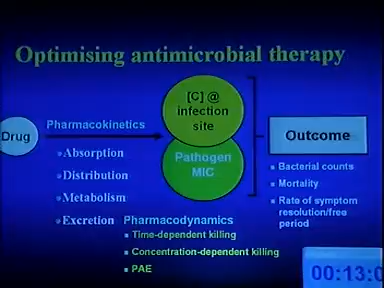 Optimising antimicrobial therapy
Drug
Pharmacokinetics
Absorption
Distribution
Metabolism
Excretion
[C] @
infection
site
Pathogen
MIC
Pharmacodynamics
Time-dependent killing
Concentration-dependent killing
PAE
Outcome
Bacterial counts
Mortality
Rate of symptom
resolution/free
period
00:13:0